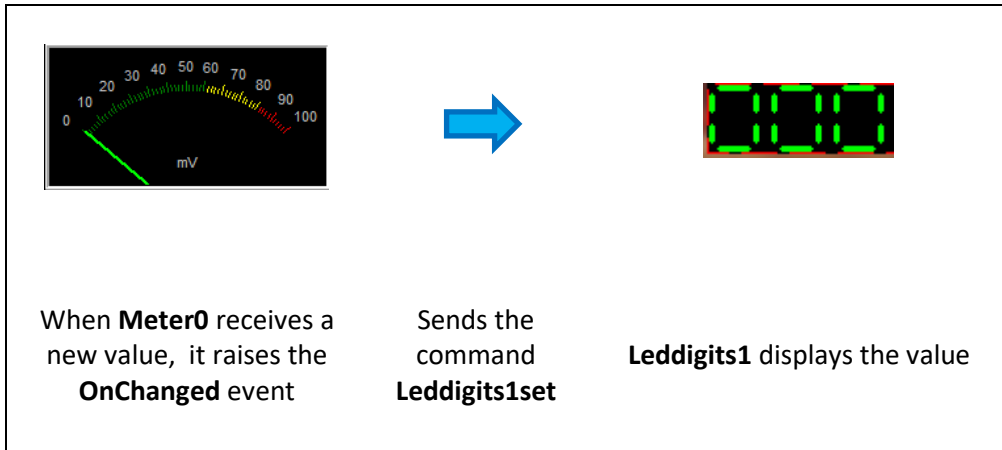 0 10 20 30 40 50 60 70 80 90 100
mV
000
When Meter0 receives a
new value, it raises the
OnChanged event
Sends the
command
Leddigits1set
Leddigits1 displays the value